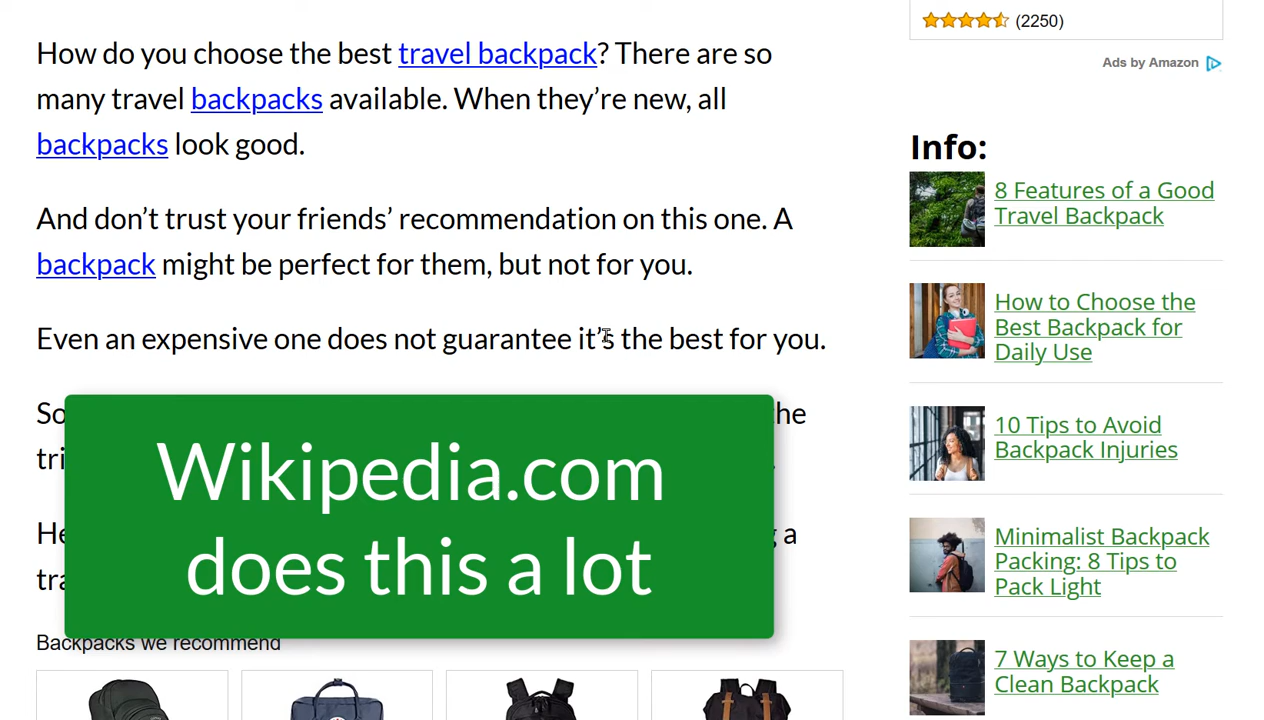 How do you choose the best travel backpack? There are so
many travel backpacks available. When they’re new, all
backpacks look good.
And don’t trust your friends’ recommendation on this one. A
backpack might be perfect for them, but not for you.
Even an expensive one does not guarantee it’s the best for you.
So
the
tri
He
g a
tra
Wikipedia.com
does this a lot
Backpacks we recommend
(2250)
Ads by Amazon
Info:
8 Features of a Good
Travel Backpack
How to Choose the
Best Backpack for
Daily Use
10 Tips to Avoid
Backpack Injuries
Minimalist Backpack
Packing: 8 Tips to
Pack Light
7 Ways to Keep a
Clean Backpack